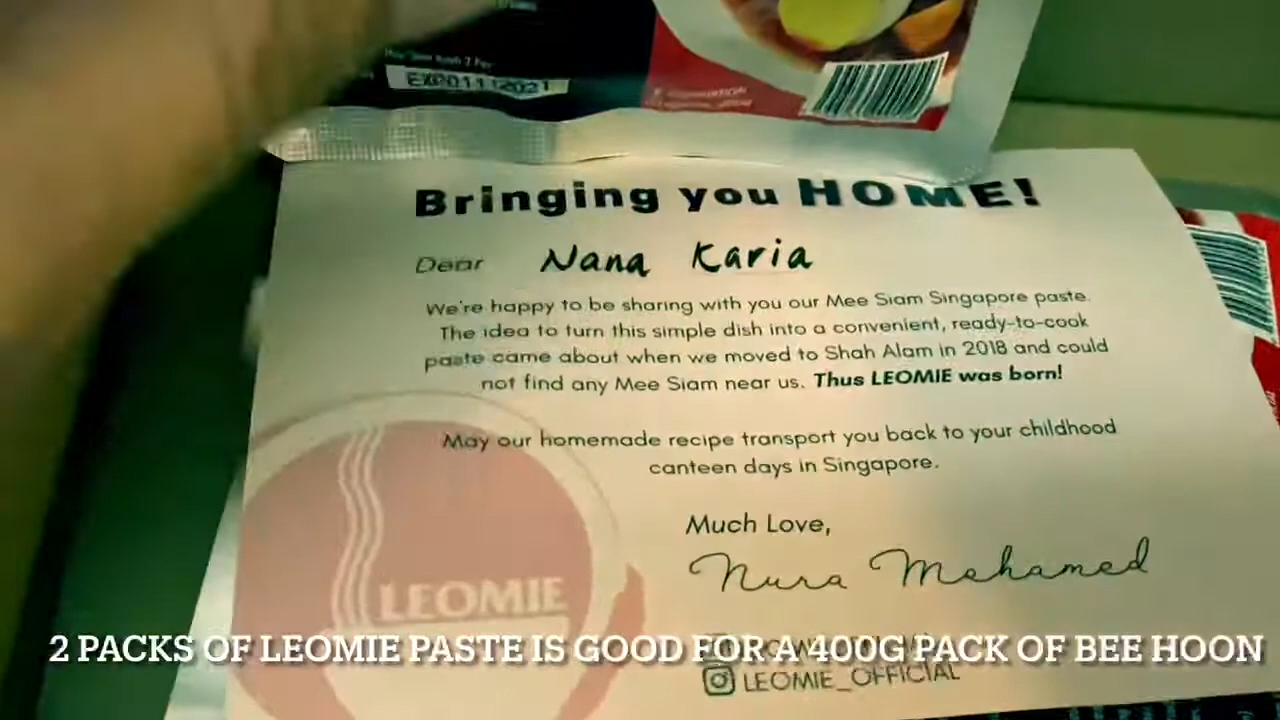 EXP01112021
Bringing you HOME!
Dear Nana Karia
We're happy to be sharing with you our Mee Siam Singapore paste.
The idea to turn this simple dish into a convenient, ready-to-cook
paste came about when we moved to Shah Alam in 2018 and could
not find any Mee Siam near us. Thus LEOMIE was born!
May our homemade recipe transport you back to your childhood
canteen days in Singapore.
Much Love,
Nura Mohamed
LEOMIE
2 PACKS OF LEOMIE PASTE IS GOOD FOR A 400G PACK OF BEE HOON
LEOMIE_OFFICIAL